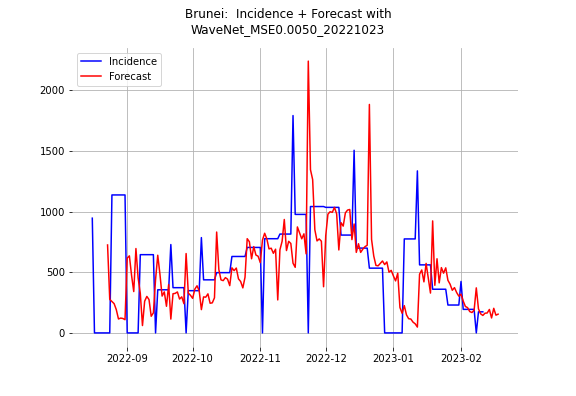 Brunei:  Incidence + Forecast with
WaveNet_MSE0.0050_20221023
Incidence
Forecast
2000
1500
1000
500
0
2022-09
2022-10
2022-11
2022-12
2023-01
2023-02